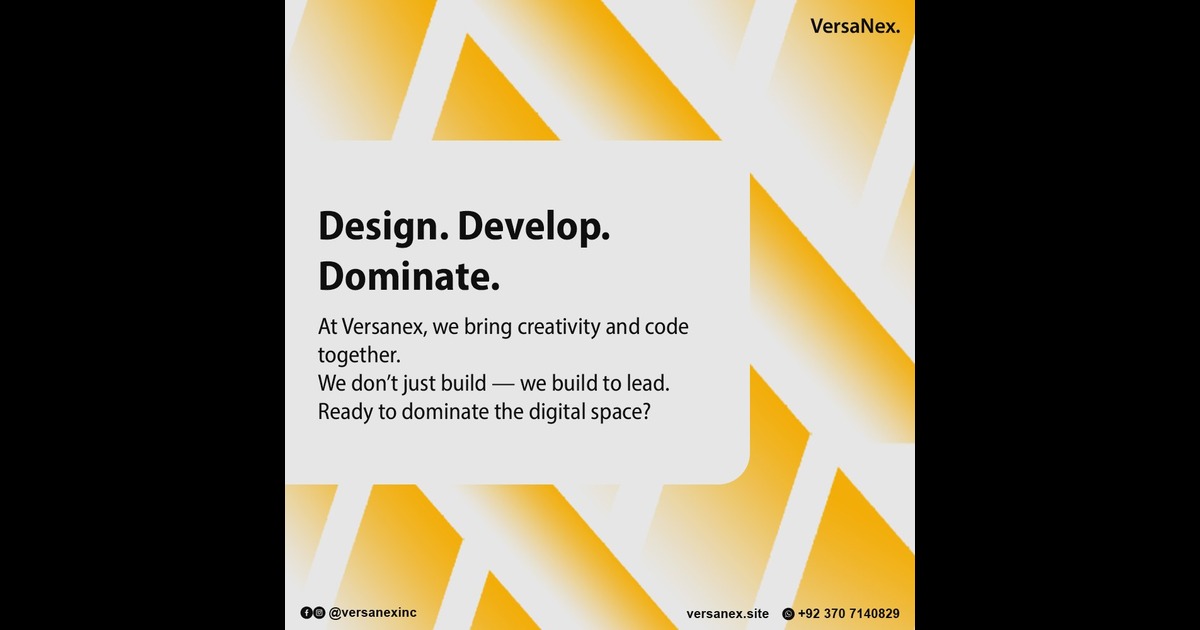 VersaNex.
Design. Develop.
Dominate.
At Versanex, we bring creativity and code
together.
We don’t just build — we build to lead.
Ready to dominate the digital space?
@versanexinc
versanex.site +92 370 7140829